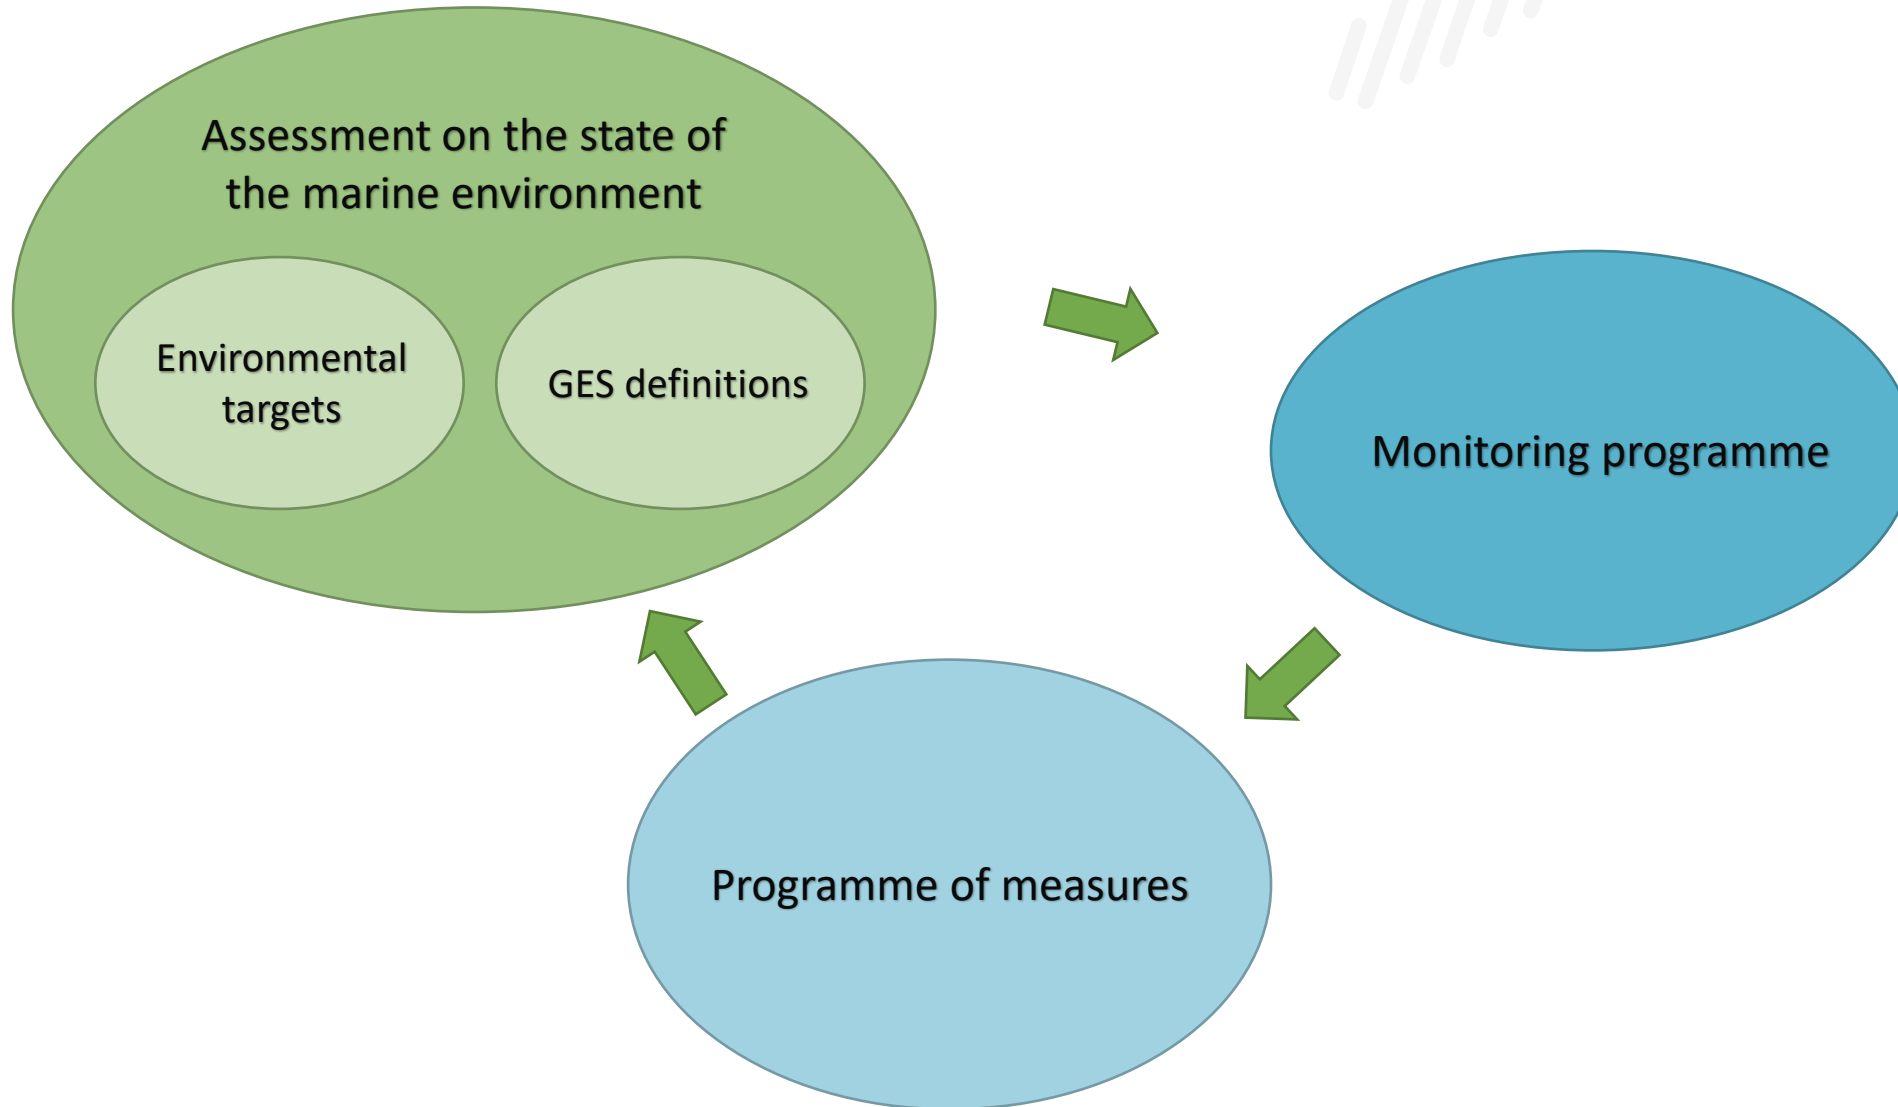 Assessment on the state of
the marine environment
Environmental
targets
GES definitions
Monitoring programme
Programme of measures